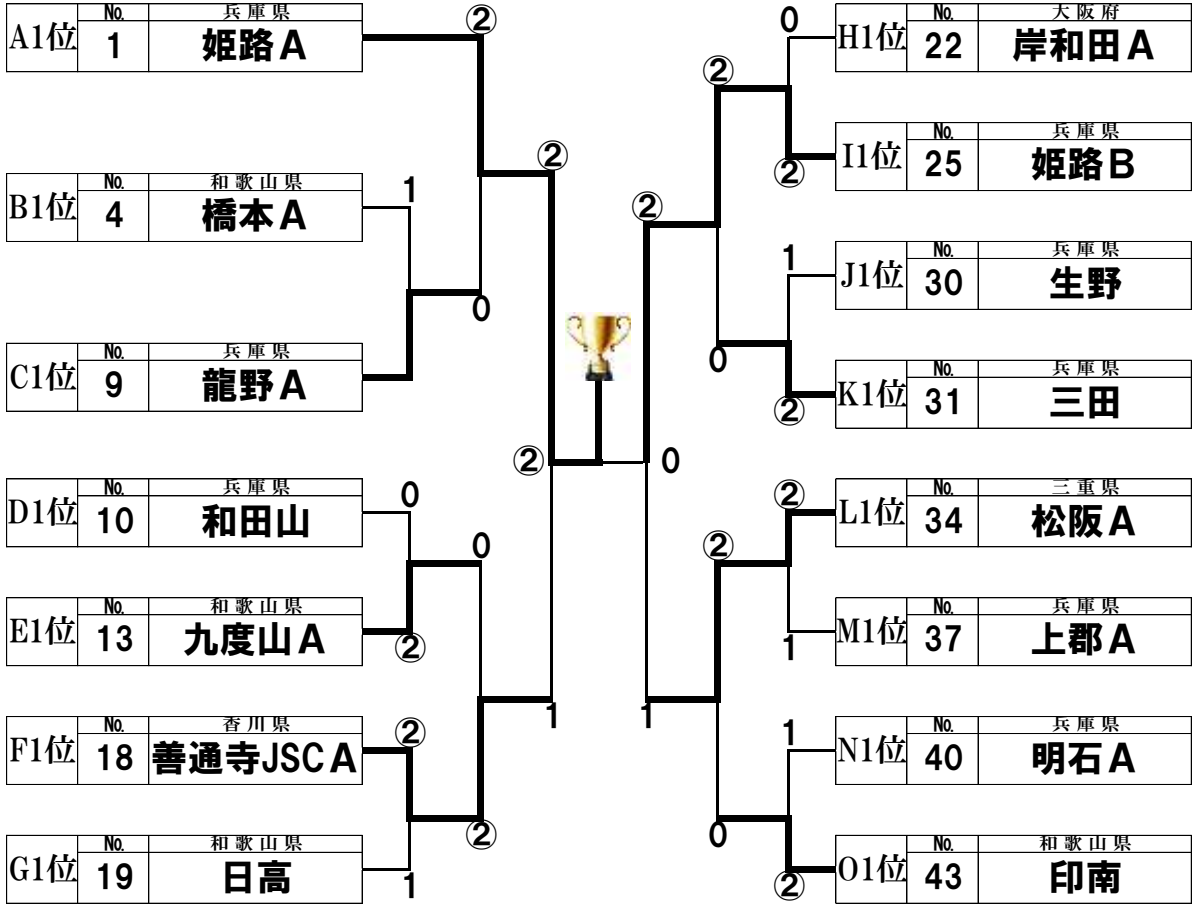 A1位 No. 1 兵庫県 姫路A
B1位 No. 4 和歌山県 橋本A
C1位 No. 9 兵庫県 龍野A
D1位 No. 10 兵庫県 和田山
E1位 No. 13 和歌山県 九度山A
F1位 No. 18 香川県 善通寺JSC A
G1位 No. 19 和歌山県 日高
②
1
0
②
0
0
②
②
1
②
1
②
0
②
1
②
0
②
1
0
②
②
②
1
1
0
②
0
H1位 No. 22 大阪府 岸和田A
I1位 No. 25 兵庫県 姫路B
J1位 No. 30 兵庫県 生野
K1位 No. 31 兵庫県 三田
L1位 No. 34 三重県 松阪A
M1位 No. 37 兵庫県 上郡A
N1位 No. 40 兵庫県 明石A
O1位 No. 43 和歌山県 印南